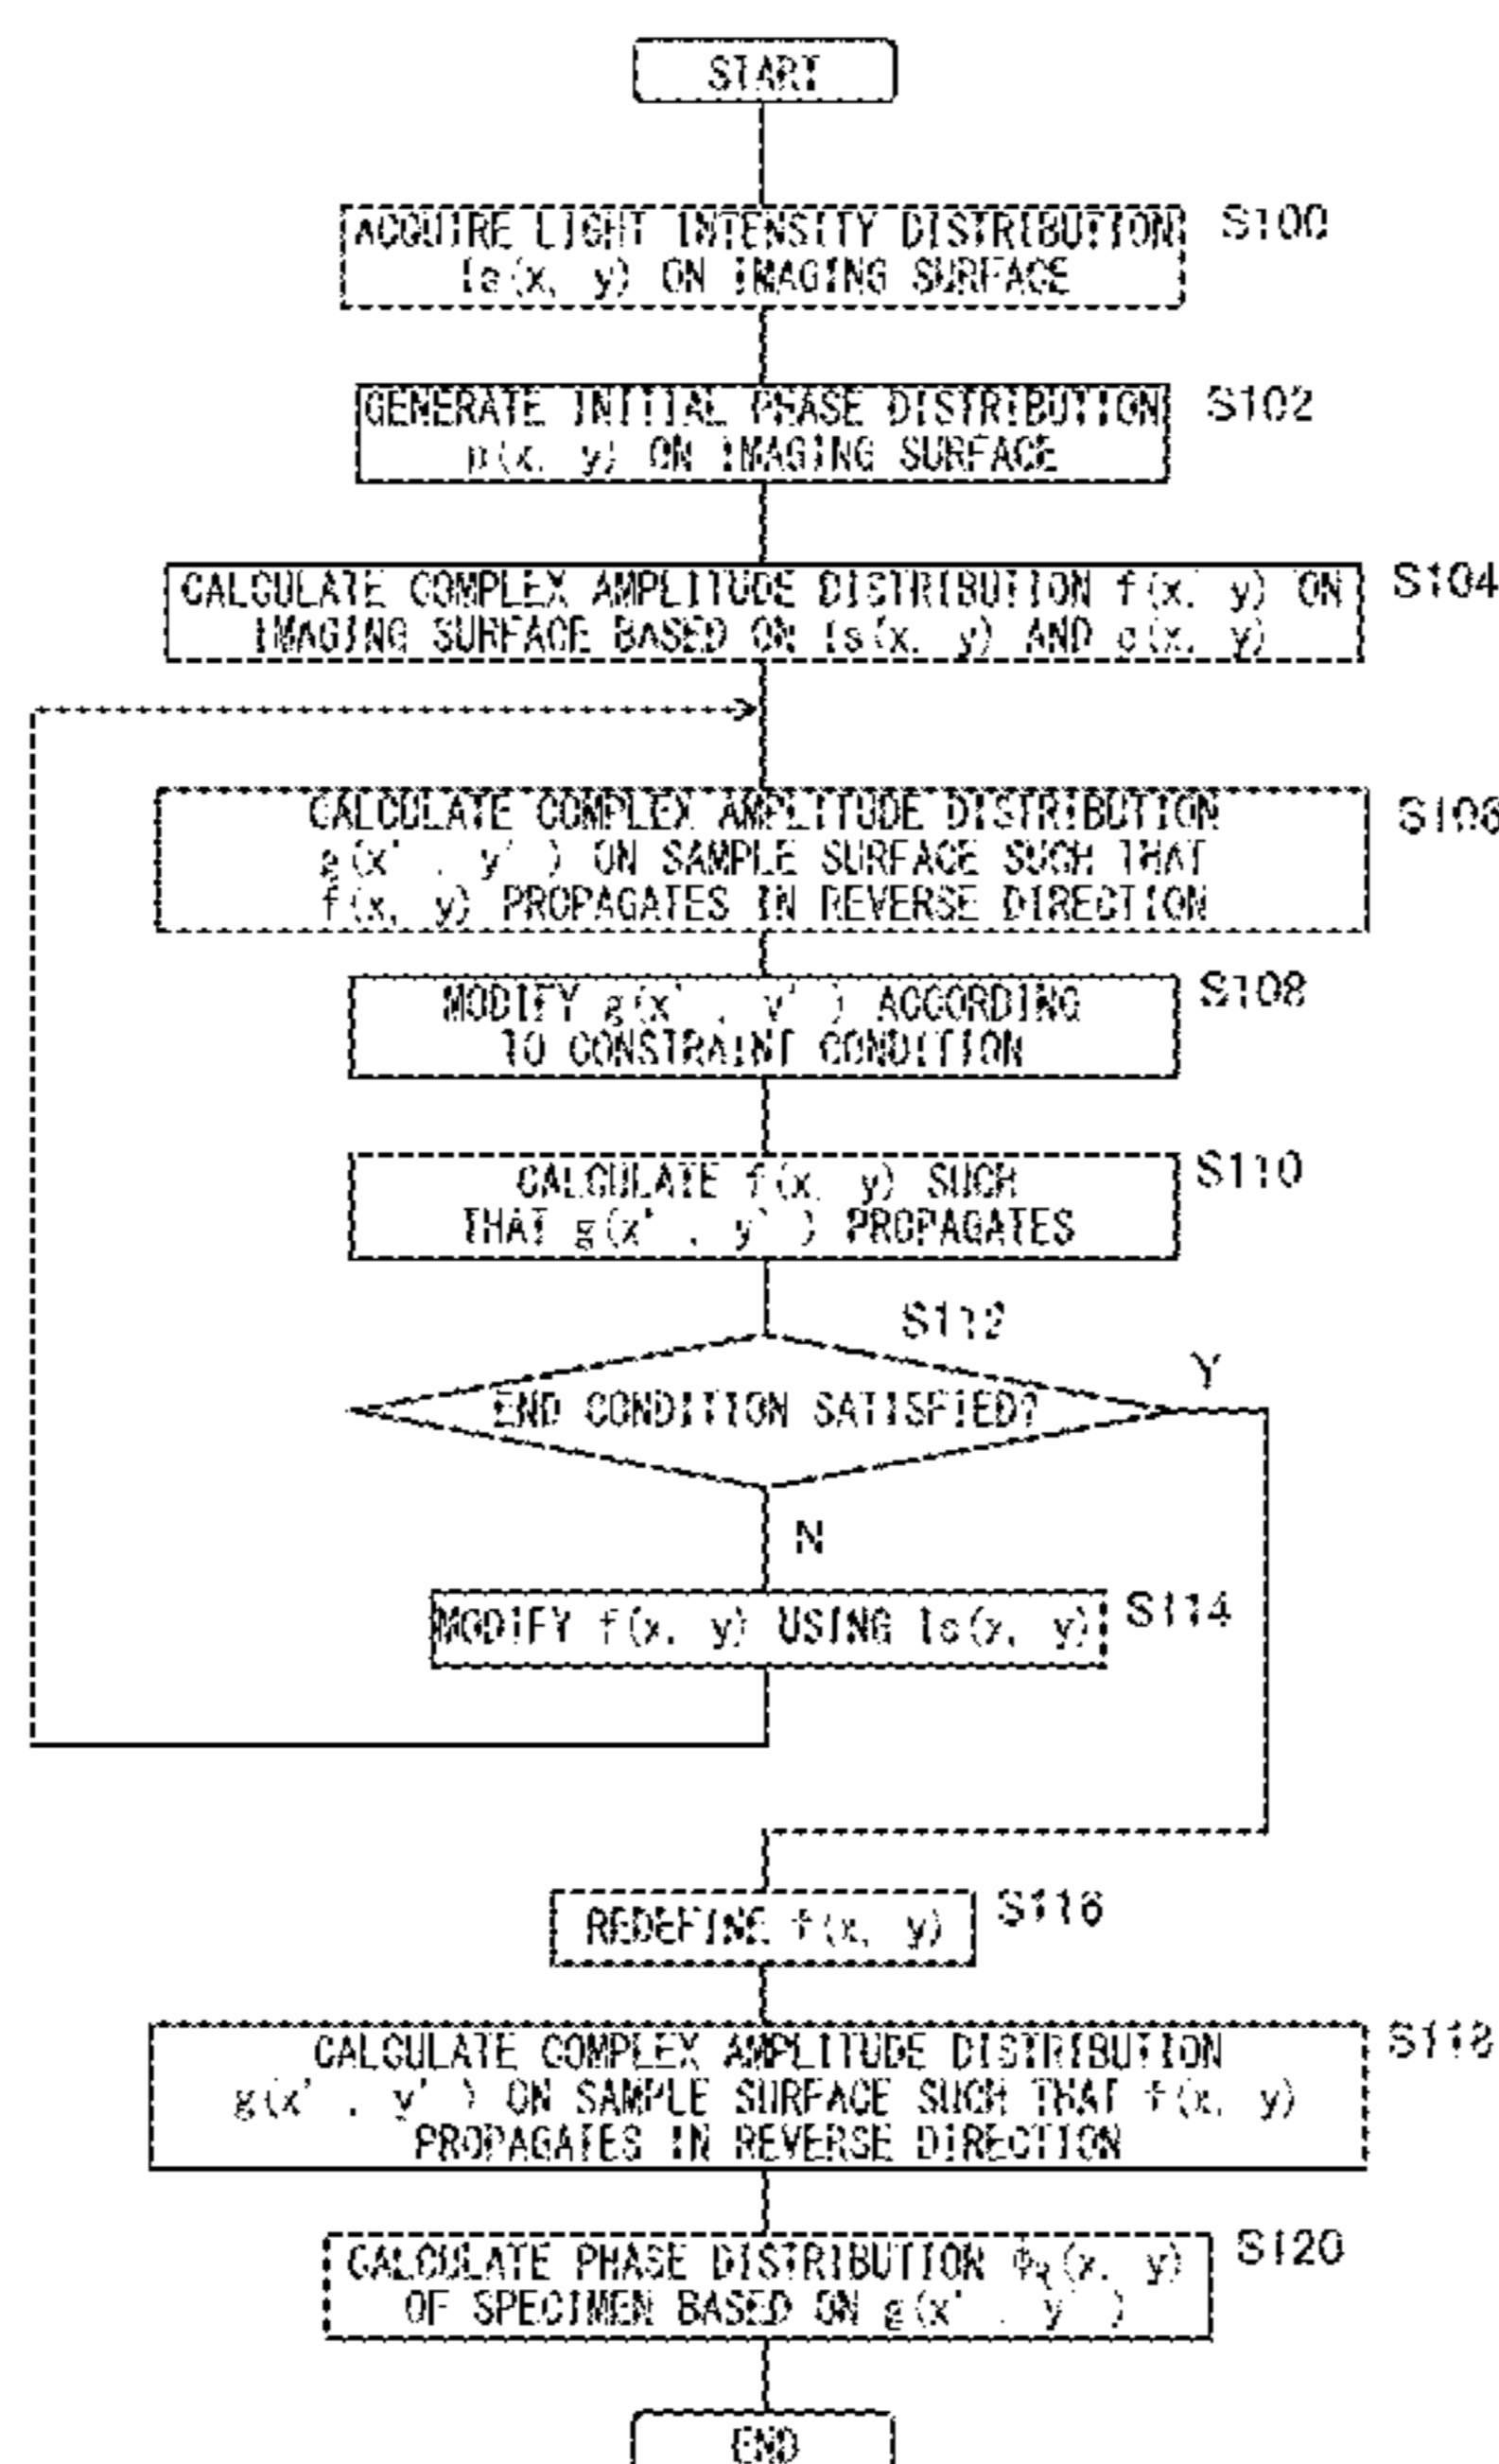 START
ACQUIRE LIGHT INTENSITY DISTRIBUTION
Is(x, y) ON IMAGING SURFACE
S100
GENERATE INITIAL PHASE DISTRIBUTION
p(x, y) ON IMAGING SURFACE
S102
CALCULATE COMPLEX AMPLITUDE DISTRIBUTION f(x, y) ON
IMAGING SURFACE BASED ON Is(x, y) AND p(x, y)
S104
CALCULATE COMPLEX AMPLITUDE DISTRIBUTION
g(x', y') ON SAMPLE SURFACE SUCH THAT
f(x, y) PROPAGATES IN REVERSE DIRECTION
S106
MODIFY g(x', y') ACCORDING
TO CONSTRAINT CONDITION
S108
CALCULATE f(x, y) SUCH
THAT g(x', y') PROPAGATES
S110
S112
END CONDITION SATISFIED?
Y
N
MODIFY f(x, y) USING Is(x, y)
S114
REDEFINE f(x, y)
S116
CALCULATE COMPLEX AMPLITUDE DISTRIBUTION
g(x', y') ON SAMPLE SURFACE SUCH THAT f(x, y)
PROPAGATES IN REVERSE DIRECTION
S118
CALCULATE PHASE DISTRIBUTION (x, y)
OF SPECIMEN BASED ON g(x', y')
S120
END